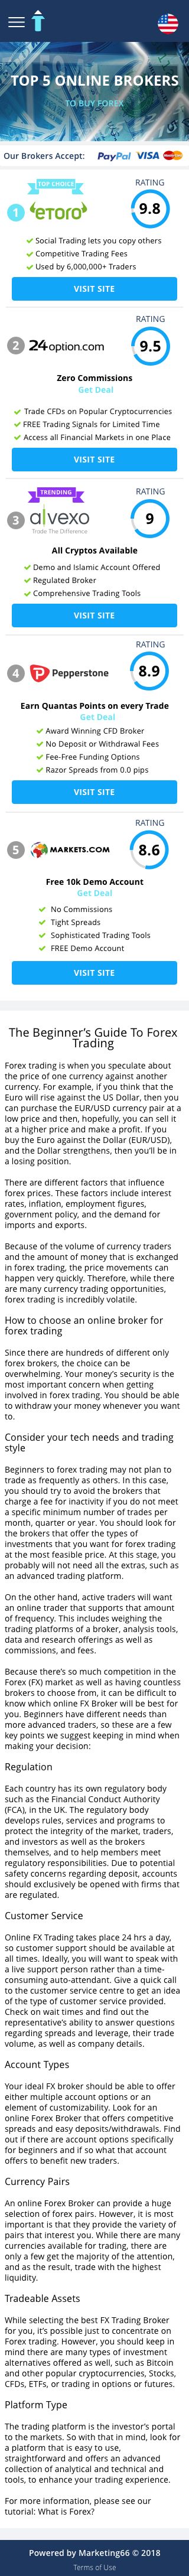 TOP 5 ONLINE BROKERS
TO BUY FOREX
Our Brokers Accept: PayPal VISA
TOP CHOICE
RATING
1 eToro 9.8
Social Trading lets you copy others
Competitive Trading Fees
Used by 6,000,000+ Traders
VISIT SITE
RATING
2 24option.com 9.5
Zero Commissions
Get Deal
Trade CFDs on Popular Cryptocurrencies
FREE Trading Signals for Limited Time
Access all Financial Markets in one Place
VISIT SITE
TRENDING
RATING
3 alvexo 9
Trade The Difference
All Cryptos Available
Demo and Islamic Account Offered
Regulated Broker
Comprehensive Trading Tools
VISIT SITE
RATING
4 Pepperstone 8.9
Earn Quantas Points on every Trade
Get Deal
Award Winning CFD Broker
No Deposit or Withdrawal Fees
Fee-Free Funding Options
Razor Spreads from 0.0 pips
VISIT SITE
RATING
5 MARKETS.COM 8.6
Free 10k Demo Account
Get Deal
No Commissions
Tight Spreads
Sophisticated Trading Tools
FREE Demo Account
VISIT SITE
The Beginner's Guide To Forex
Trading
Forex trading is when you speculate about
the price of one currency against another
currency. For example, if you think that the
Euro will rise against the US Dollar, then you
can purchase the EUR/USD currency pair at a
low price and then, hopefully, you can sell it
at a higher price and make a profit. If you
buy the Euro against the Dollar (EUR/USD),
and the Dollar strengthens, then you'll be in
a losing position.
There are different factors that influence
forex prices. These factors include interest
rates, inflation, employment figures,
government policy, and the demand for
imports and exports.
Because of the volume of currency traders
and the amount of money that is exchanged
in forex trading, the price movements can
happen very quickly. Therefore, while there
are many currency trading opportunities,
forex trading is incredibly volatile.
How to choose an online broker for
forex trading
Since there are hundreds of different only
forex brokers, the choice can be
overwhelming. Your money's security is the
most important concern when getting
involved in forex trading. You should be able
to withdraw your money whenever you want
to.
Consider your tech needs and trading
style
Beginners to forex trading may not plan to
trade as frequently as others. In this case,
you should try to avoid the brokers that
charge a fee for inactivity if you do not meet
a specific minimum number of trades per
month, quarter or year. You should look for
the brokers that offer the types of
investments that you want for forex trading
at the most feasible price. At this stage, you
probably will not need all the extras, such as
an advanced trading platform.
On the other hand, active traders will want
an online trader that supports that amount
of frequency. This includes weighing the
trading platforms of a broker, analysis tools,
data and research offerings as well as
commissions, and fees.
Because there's so much competition in the
Forex (FX) market as well as having countless
brokers to choose from, it can be difficult to
know which online FX Broker will be best for
you. Beginners have different needs than
more advanced traders, so these are a few
key points we suggest keeping in mind when
making your decision:
Regulation
Each country has its own regulatory body
such as the Financial Conduct Authority
(FCA), in the UK. The regulatory body
develops rules, services and programs to
protect the integrity of the market, traders,
and investors as well as the brokers
themselves, and to help members meet
regulatory responsibilities. Due to potential
safety concerns regarding deposit, accounts
should exclusively be opened with firms that
are regulated.
Customer Service
Online FX Trading takes place 24 hrs a day,
so customer support should be available at
all times. Ideally, you will want to speak with
a live support person rather than a time-
consuming auto-attendant. Give a quick call
to the customer service centre to get an idea
of the type of customer service provided.
Check on wait times and find out the
representative's ability to answer questions
regarding spreads and leverage, their trade
volume, as well as company details.
Account Types
Your ideal FX broker should be able to offer
either multiple account options or an
element of customizability. Look for an
online Forex Broker that offers competitive
spreads and easy deposits/withdrawals. Find
out if there are account options specifically
for beginners and if so what that account
offers to benefit new traders.
Currency Pairs
An online Forex Broker can provide a huge
selection of forex pairs. However, it is most
important is that they provide the variety of
pairs that interest you. While there are many
currencies available for trading, there are
only a few get the majority of the attention,
and as the result, trade with the highest
liquidity.
Tradeable Assets
While selecting the best FX Trading Broker
for you, it's possible just to concentrate on
Forex trading. However, you should keep in
mind there are many types of investment
alternatives offered as well, such as Bitcoin
and other popular cryptocurrencies, Stocks,
CFDs, ETFs, or trading in options or futures.
Platform Type
The trading platform is the investor's portal
to the markets. So with that in mind, look for
a platform that is easy to use,
straightforward and offers an advanced
collection of analytical and technical and
tools, to enhance your trading experience.
For more information, please see our
tutorial: What is Forex?
Powered by Marketing66 © 2018
Terms of Use